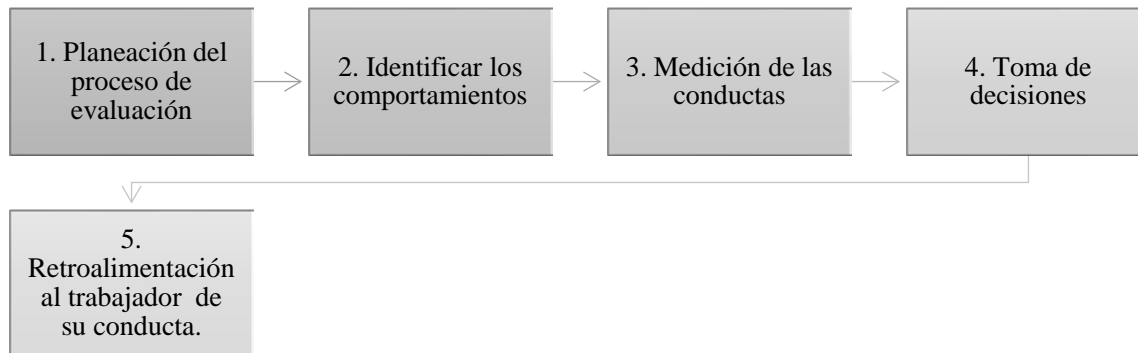 1. Planeación del
proceso de
evaluación
2. Identificar los
comportamientos
3. Medición de las
conductas
4. Toma de
decisiones
5.
Retroalimentación
al trabajador de
su conducta.